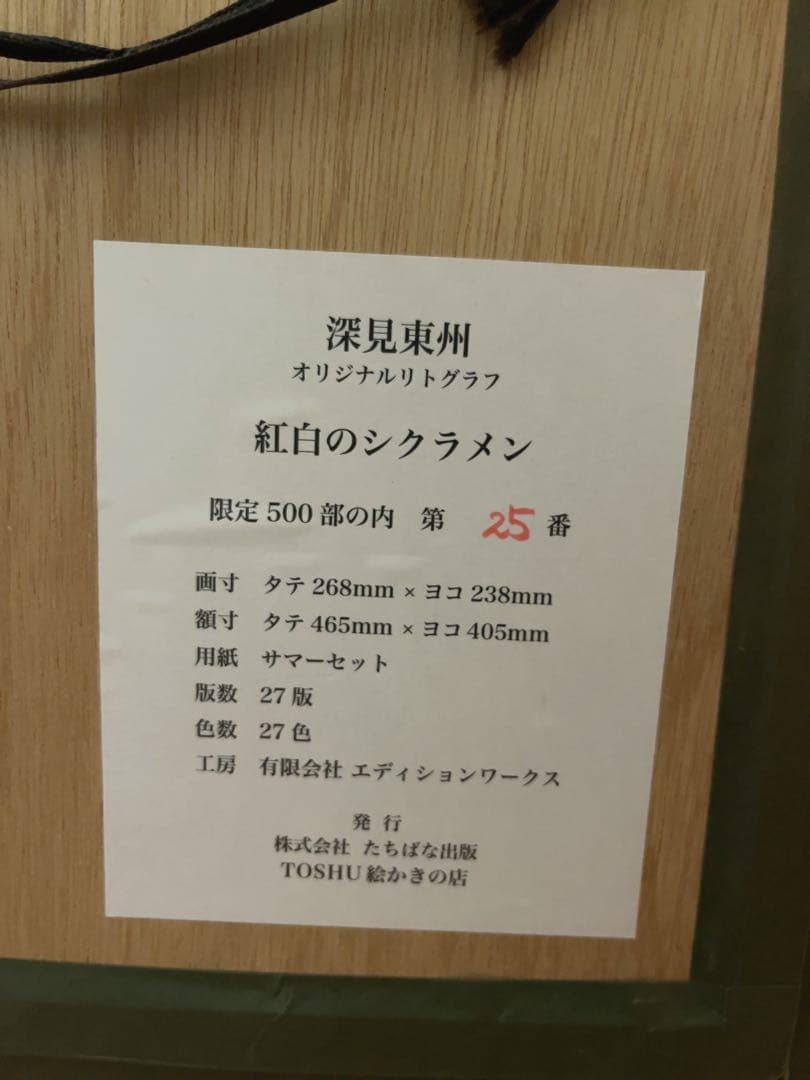 深見東州
オリジナルリトグラフ
紅白のシクラメン
限定500部の内 第 25 番
画寸 タテ268mm×ヨコ238mm
額寸 タテ465mm×ヨコ405mm
用紙 サマーセット
版数 27版
色数 27色
工房 有限会社 エディションワークス
発 行
株式会社 たちばな出版
TOSHU絵かきの店